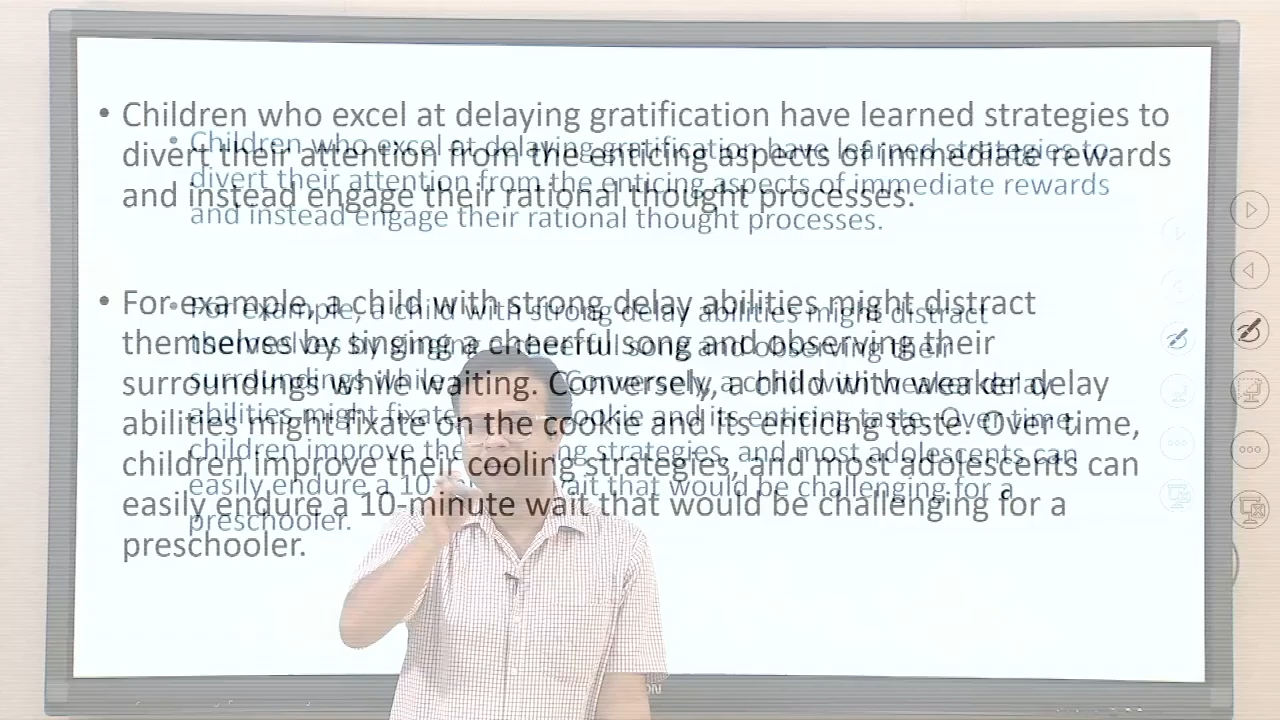 • Children who excel at delaying gratification have learned strategies to
divert their attention from the enticing aspects of immediate rewards
and instead engage their rational thought processes.
• For example, a child with strong delay abilities might distract
themselves by singing a cheerful song and observing their
surroundings while waiting. Conversely, a child with weaker delay
abilities might fixate on the cookie and its enticing taste. Over time,
children improve their cooling strategies, and most adolescents can
easily endure a 10-minute wait that would be challenging for a
preschooler.